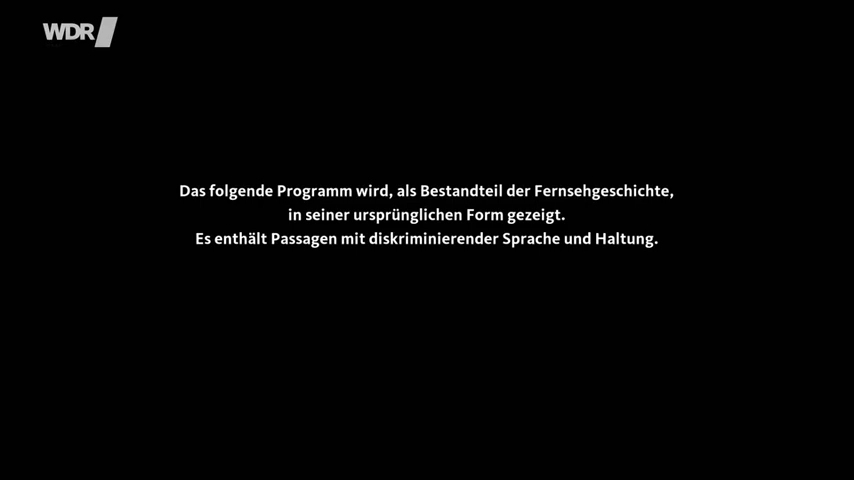 WDR
Das folgende Programm wird, als Bestandteil der Fernsehgeschichte,
in seiner ursprünglichen Form gezeigt.
Es enthält Passagen mit diskriminierender Sprache und Haltung.